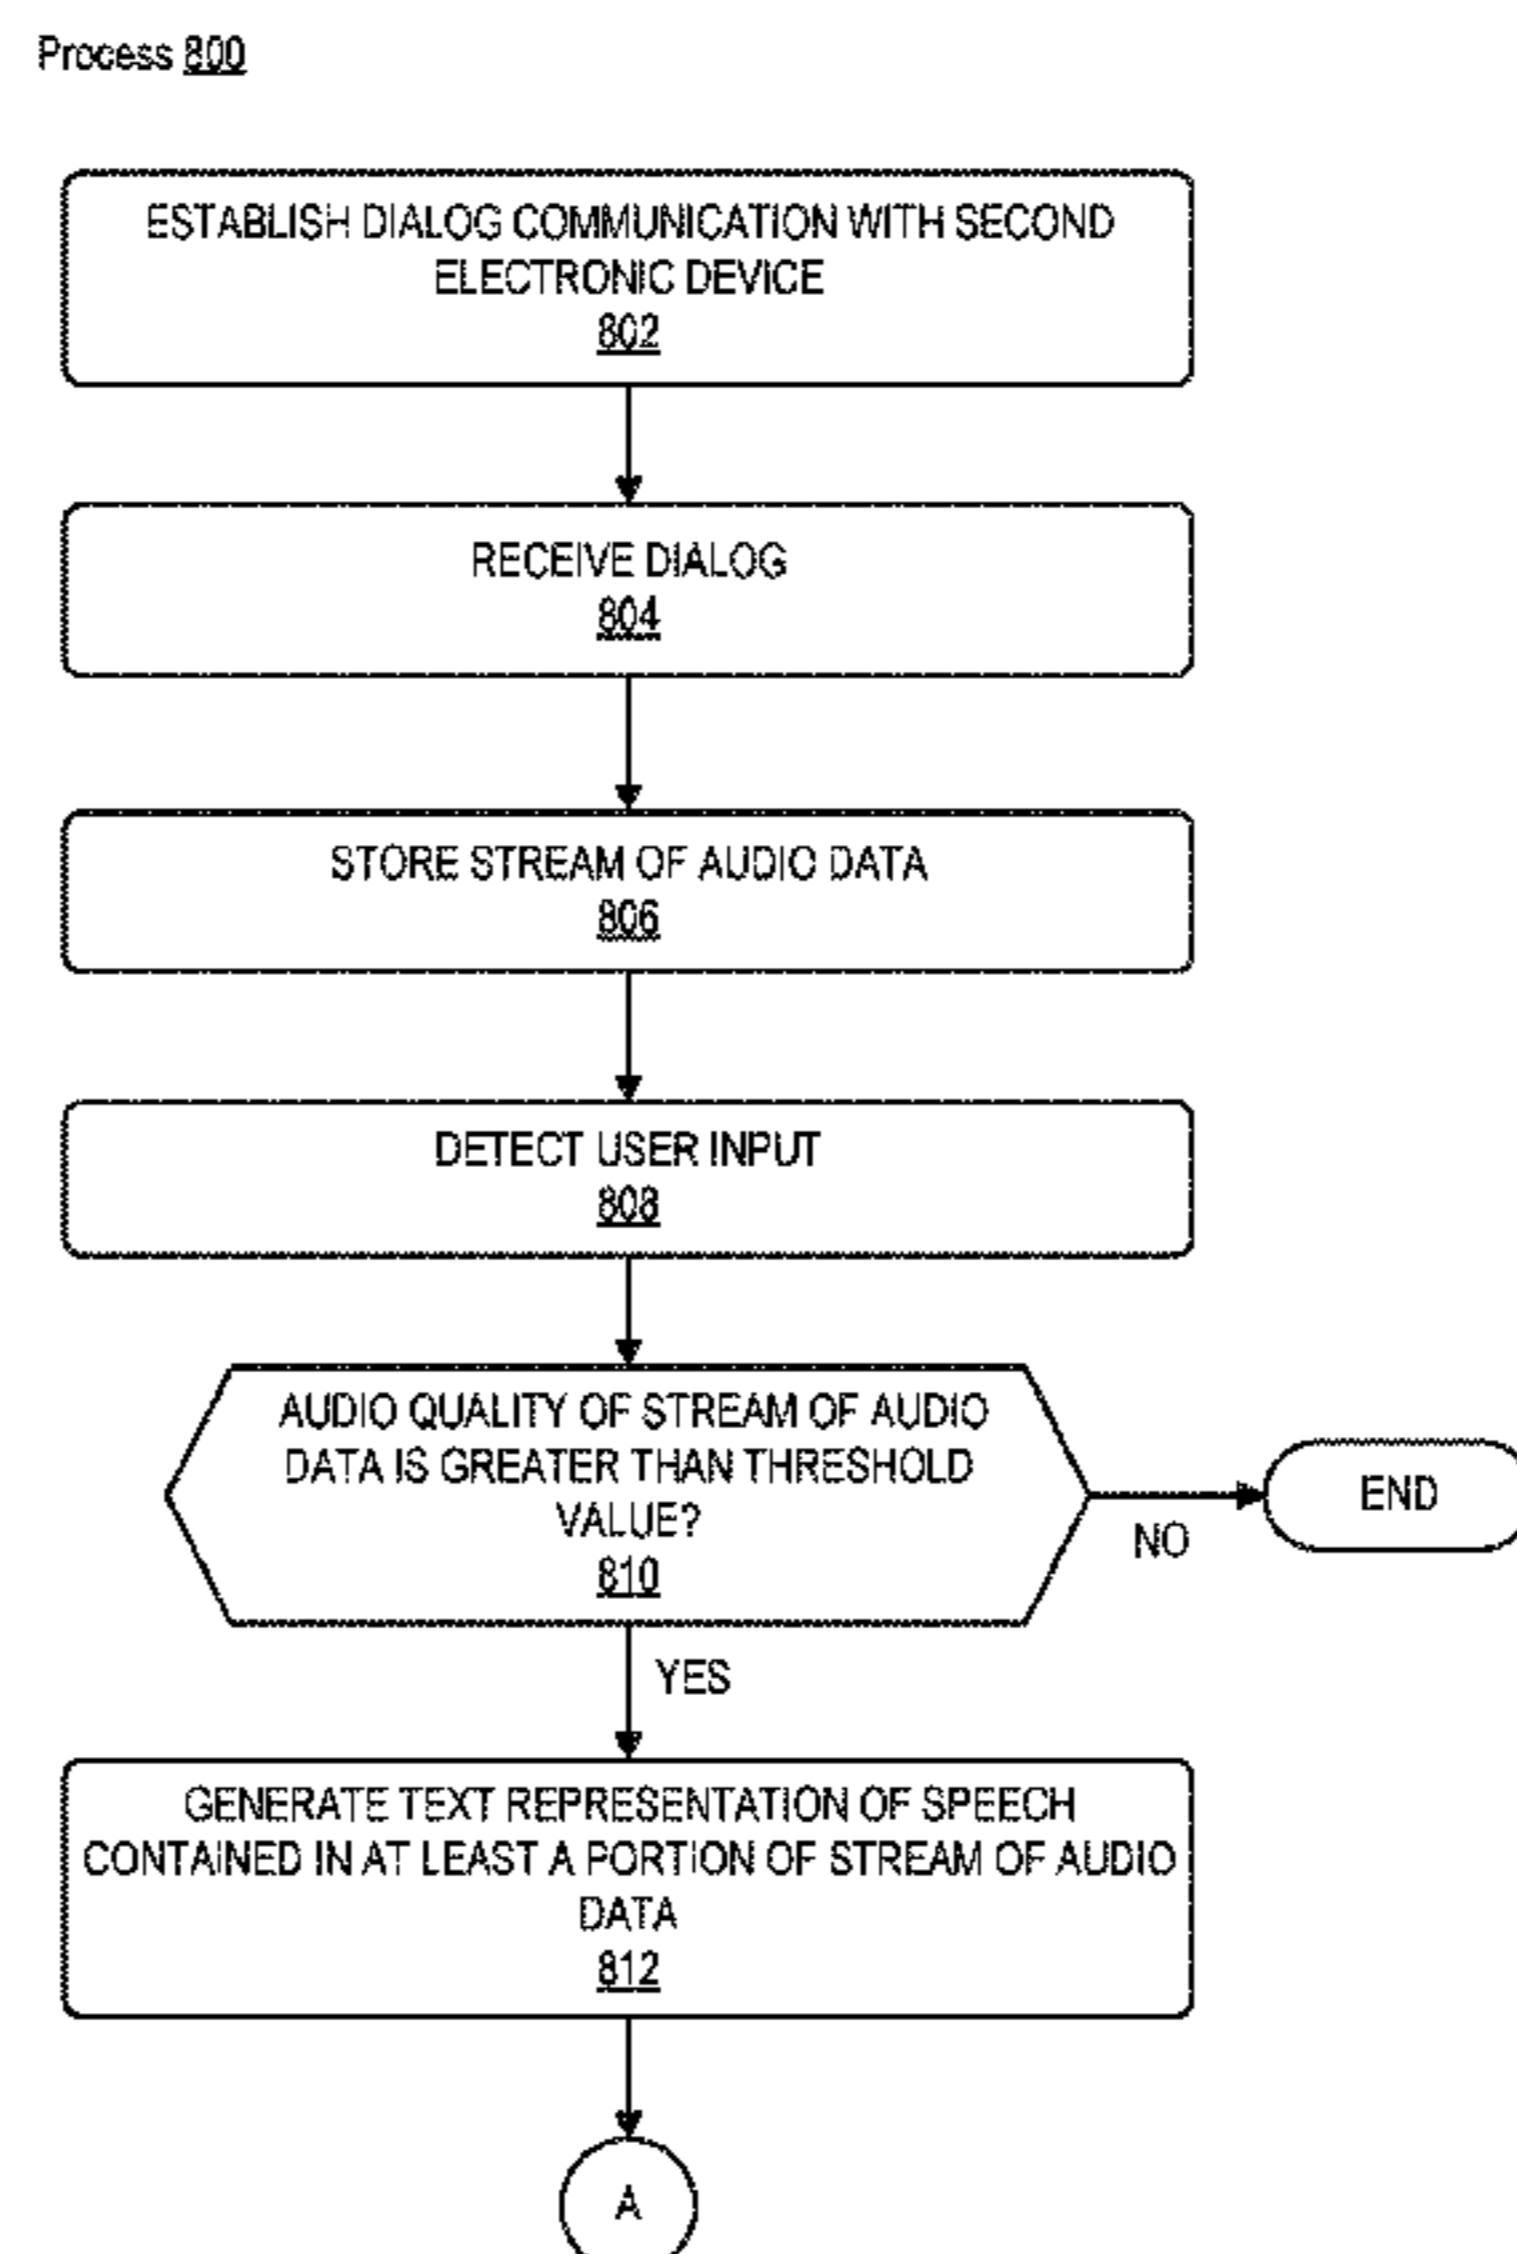 Process 800
ESTABLISH DIALOG COMMUNICATION WITH SECOND
ELECTRONIC DEVICE
802
RECEIVE DIALOG
804
STORE STREAM OF AUDIO DATA
806
DETECT USER INPUT
808
AUDIO QUALITY OF STREAM OF AUDIO
DATA IS GREATER THAN THRESHOLD
VALUE?
810
END
NO
YES
GENERATE TEXT REPRESENTATION OF SPEECH
CONTAINED IN AT LEAST A PORTION OF STREAM OF AUDIO
DATA
812
A